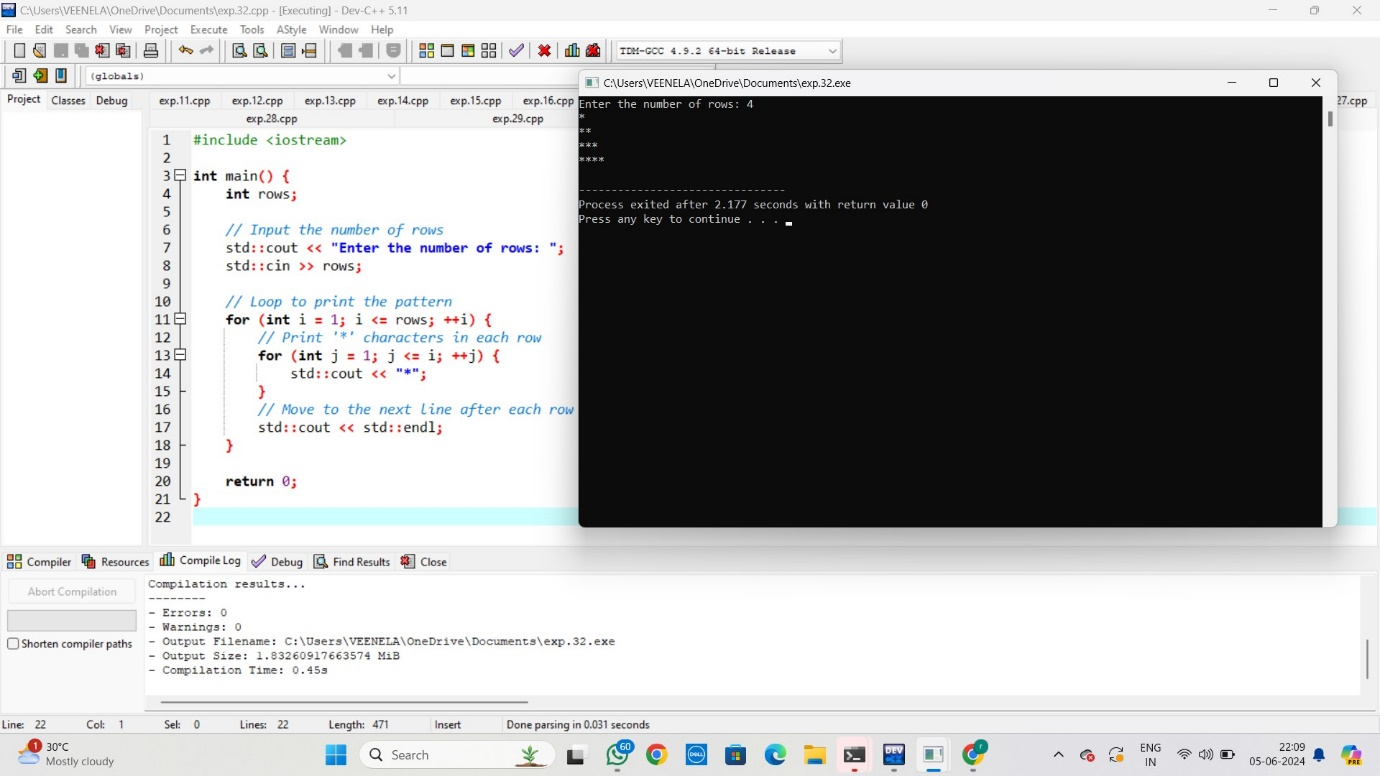 C:\Users\VEENELA\OneDrive\Documents\exp.32.cpp - [Executing] - Dev-C++ 5.11
File Edit Search View Project Execute Tools AStyle Window Help
TDM-GCC 4.9.2 64-bit Release
(globals)
Project Classes Debug
exp.11.cpp exp.12.cpp exp.13.cpp exp.14.cpp exp.15.cpp exp.16.cpp 27.cpp
exp.28.cpp exp.29.cpp
1 #include <iostream>
2
3 int main() {
4 int rows;
5
6 // Input the number of rows
7 std::cout << "Enter the number of rows: ";
8 std::cin >> rows;
9
10 // Loop to print the pattern
11 for (int i = 1; i <= rows; ++i) {
12 // Print '*' characters in each row
13 for (int j = 1; j <= i; ++j) {
14 std::cout << "*";
15 }
16 // Move to the next line after each row
17 std::cout << std::endl;
18 }
19
20 return 0;
21 }
22
C:\Users\VEENELA\OneDrive\Documents\exp.32.exe
Enter the number of rows: 4
*
**
***
****
--------------------------------
Process exited after 2.177 seconds with return value 0
Press any key to continue . . .
Compiler Resources Compile Log Debug Find Results Close
Abort Compilation
Shorten compiler paths
Compilation results...
--------
- Errors: 0
- Warnings: 0
- Output Filename: C:\Users\VEENELA\OneDrive\Documents\exp.32.exe
- Output Size: 1.83260917663574 MiB
- Compilation Time: 0.45s
Line: 22 Col: 1 Sel: 0 Lines: 22 Length: 471 Insert Done parsing in 0.031 seconds
1
30°C
Mostly cloudy
Search
60
DELL
DEV
ENG
IN
22:09
05-06-2024
PRE